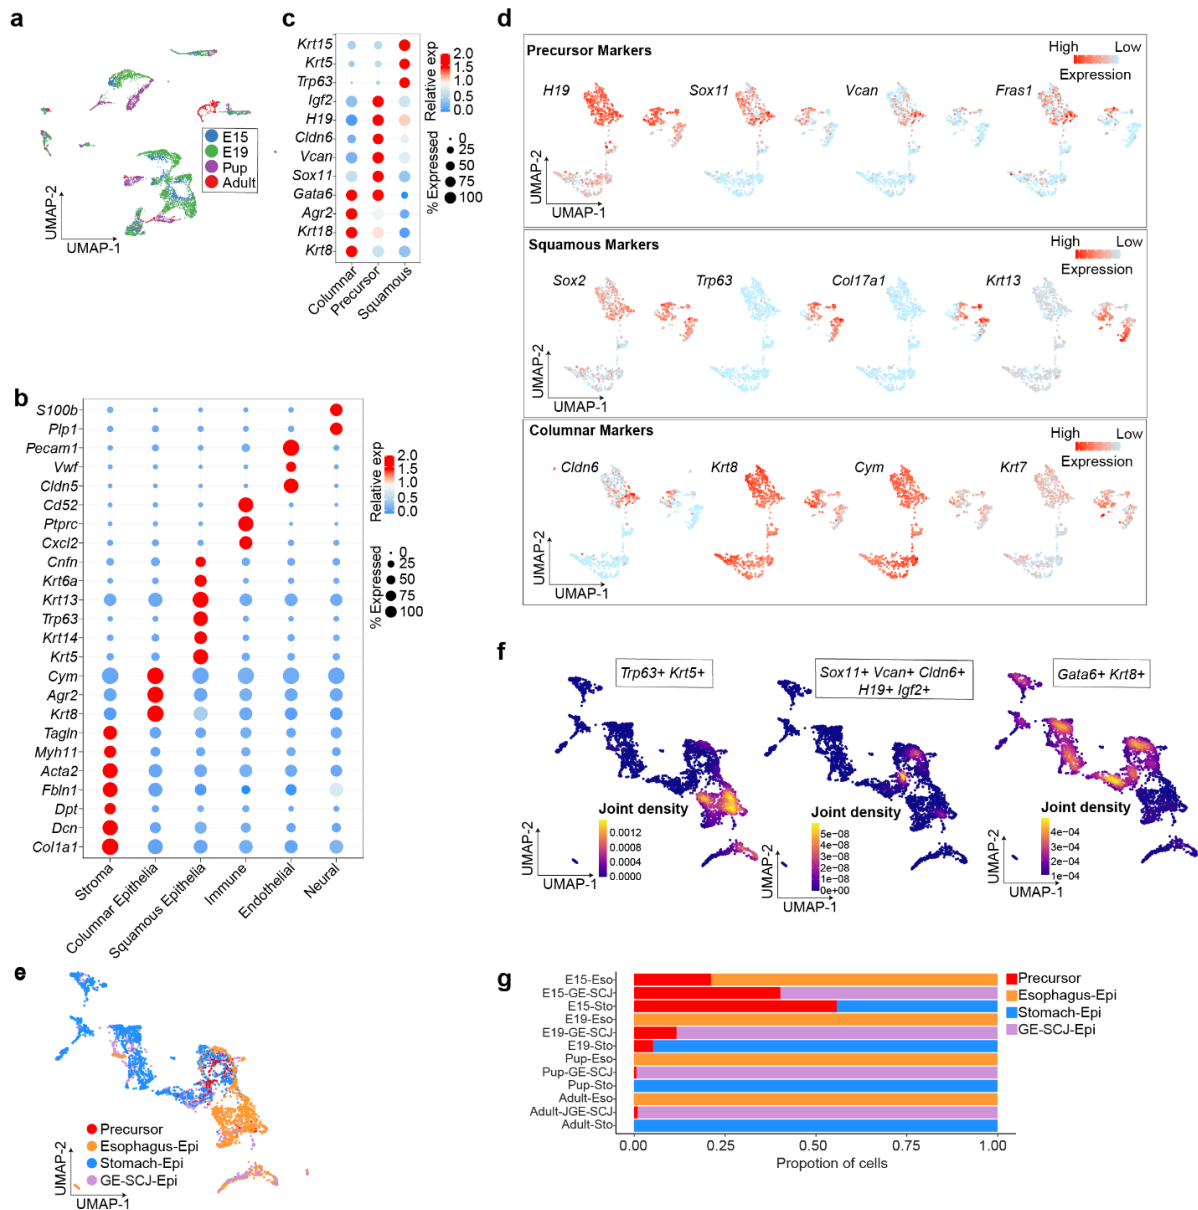 a
E15
E19
Pup
Adult
UMAP-2
UMAP-1
c
Krt15
Krt5
Trp63
Igf2
H19
Cldn6
Vcan
Sox11
Gata6
Agr2
Krt18
Krt8
Columnar
Precursor
Squamous
Relative exp
2.0
1.5
1.0
0.5
0.0
% Expressed
0
25
50
75
100
d
Precursor Markers
High Low
Expression
H19 Sox11 Vcan Fras1
UMAP-2
UMAP-1
Squamous Markers
High Low
Expression
Sox2 Trp63 Col17a1 Krt13
UMAP-2
UMAP-1
Columnar Markers
High Low
Expression
Cldn6 Krt8 Cym Krt7
UMAP-2
UMAP-1
b
S100b
Plp1
Pecam1
Vwf
Cldn5
Cd52
Ptprc
Cxcl2
Cnfn
Krt6a
Krt13
Trp63
Krt14
Krt5
Cym
Agr2
Krt8
Tagln
Myh11
Acta2
Fbln1
Dpt
Dcn
Col1a1
Stroma
Columnar Epithelia
Squamous Epithelia
Immune
Endothelial
Neural
Relative exp
2.0
1.5
1.0
0.5
0.0
% Expressed
0
25
50
75
100
f
Trp63+ Krt5+
Joint density
0.0012
0.0008
0.0004
0.0000
UMAP-2
UMAP-1
Sox11+ Vcan+ Cldn6+
H19+ Igf2+
Joint density
5e-08
4e-08
3e-08
2e-08
1e-08
0e+00
UMAP-2
UMAP-1
Gata6+ Krt8+
Joint density
4e-04
3e-04
2e-04
1e-04
UMAP-2
UMAP-1
e
Precursor
Esophagus-Epi
Stomach-Epi
GE-SCJ-Epi
UMAP-2
UMAP-1
g
E15-Eso
E15-GE-SCJ
E15-Sto
E19-Eso
E19-GE-SCJ
E19-Sto
Pup-Eso
Pup-GE-SCJ
Pup-Sto
Adult-Eso
Adult-JGE-SCJ
Adult-Sto
0.00 0.25 0.50 0.75 1.00
Propotion of cells
Precursor
Esophagus-Epi
Stomach-Epi
GE-SCJ-Epi